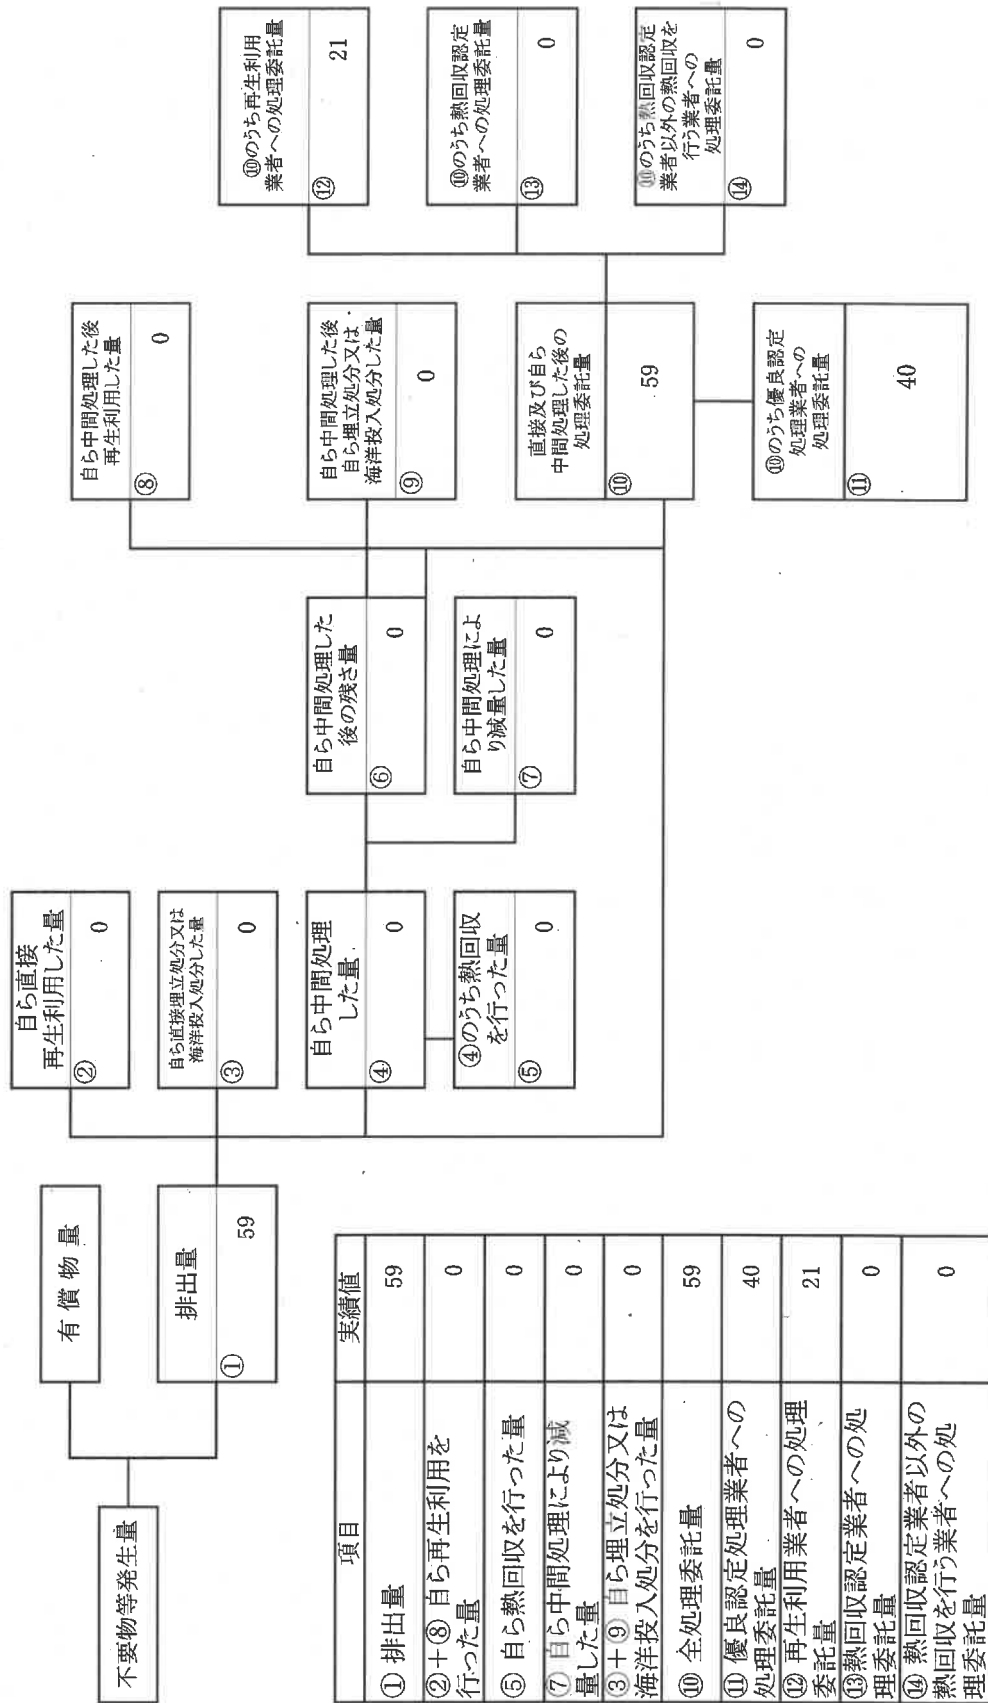 不要物等発生量
有償物量
排出量
①
59
自ら直接
再生利用した量
②
0
自ら直接埋立処分又は
海洋投入処分した量
③
0
自ら中間処理
した量
④
0
④のうち熱回収
を行った量
⑤
0
自ら中間処理した
後の残さ量
⑥
0
自ら中間処理によ
り減量した量
⑦
0
自ら中間処理した後
再生利用した量
⑧
0
自ら中間処理した後
自ら埋立処分又は
海洋投入処分した量
⑨
0
直接及び自ら
中間処理した後の
処理委託量
⑩
59
⑩のうち優良認定
処理業者への
処理委託量
⑪
40
⑩のうち再生利用
業者への処理委託量
⑫
21
⑩のうち熱回収認定
業者への処理委託量
⑬
0
⑩のうち熱回収認定
業者以外の熱回収を
行う業者への
処理委託量
⑭
0
項目 実績値
① 排出量 59
②+⑧ 自ら再生利用を
行った量 0
⑤ 自ら熱回収を行った量 0
⑦ 自ら中間処理により減
量した量 0
③+⑨ 自ら埋立処分又は
海洋投入処分を行った量 0
⑩ 全処理委託量 59
⑪ 優良認定処理業者への
処理委託量 40
⑫ 再生利用業者への処理
委託量 21
⑬熱回収認定業者への処
理委託量 0
⑭ 熱回収認定業者以外の
熱回収を行う業者への処
理委託量 0